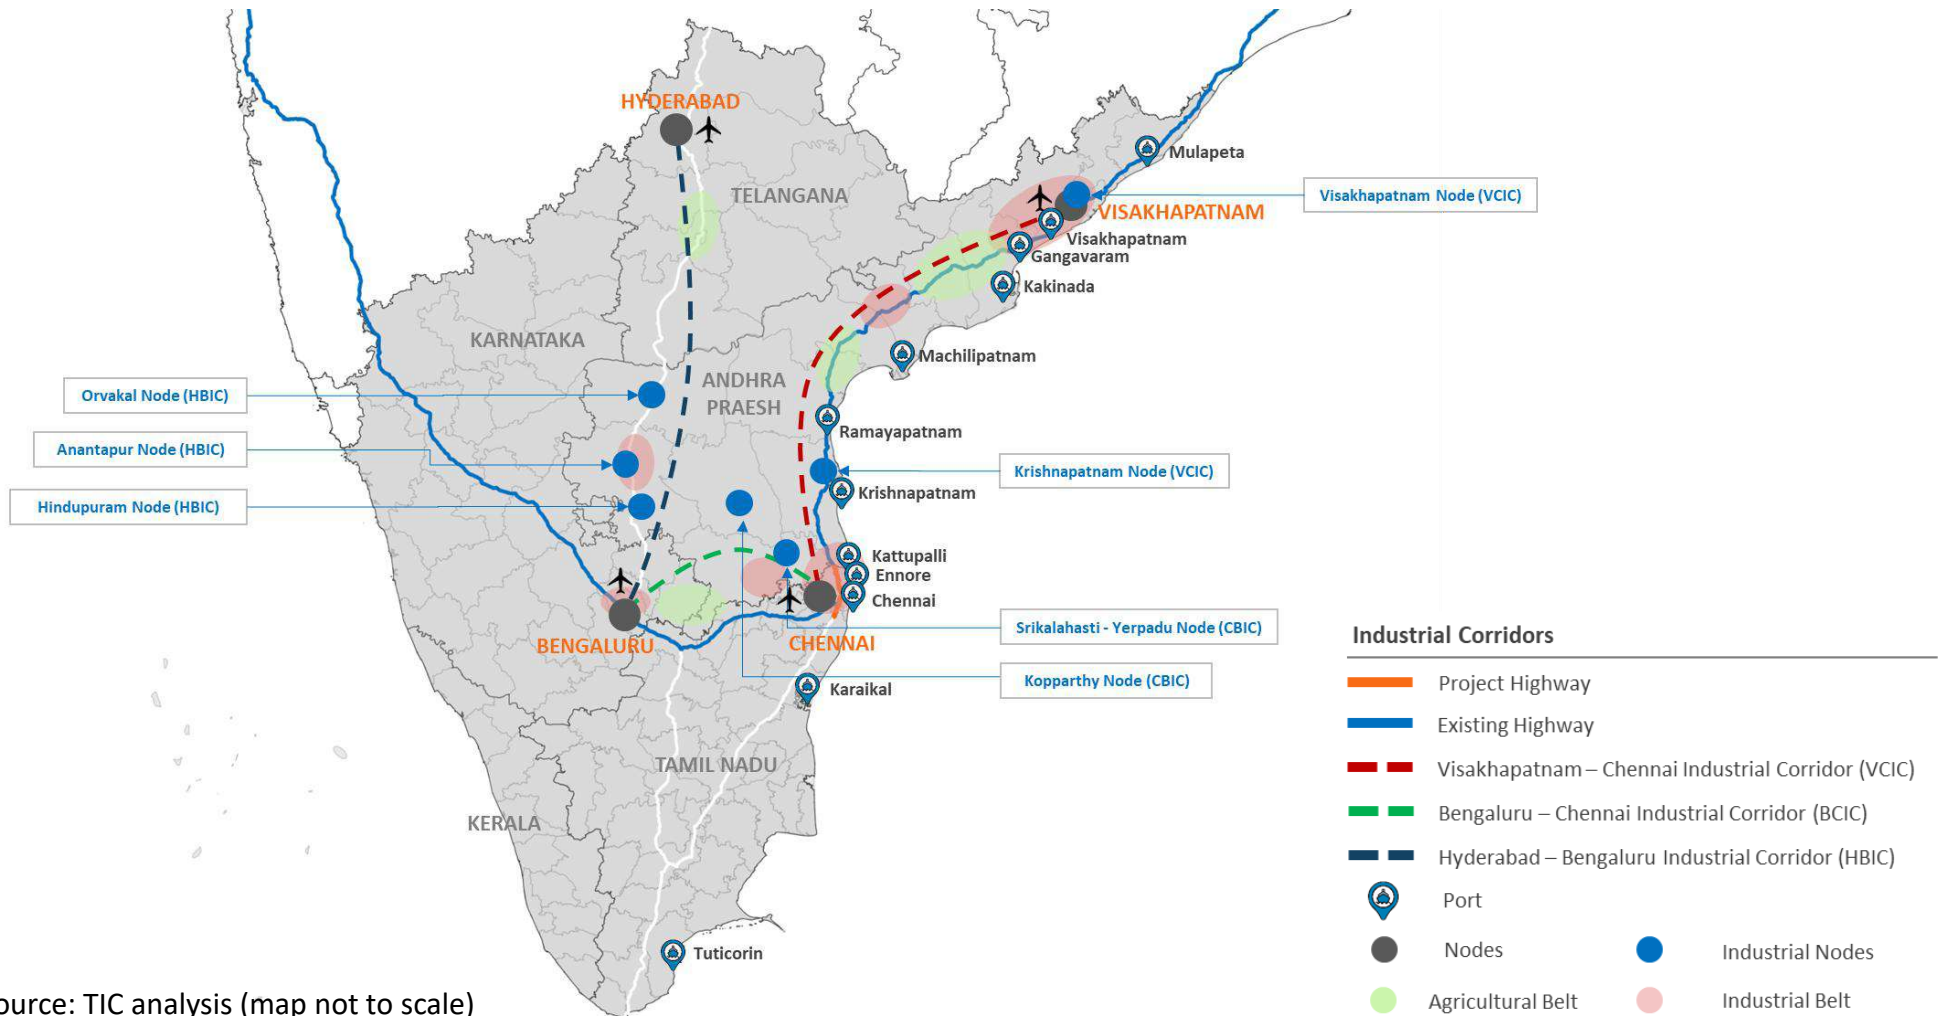 HYDERABAD
Mulapeta
TELANGANA
Visakhapatnam Node (VCIC)
VISAKHAPATNAM
Visakhapatnam
Gangavaram
Kakinada
KARNATAKA
Machilipatnam
ANDHRA
PRAESH
Orvakal Node (HBIC)
Ramayapatnam
Anantapur Node (HBIC)
Krishnapatnam Node (VCIC)
Krishnapatnam
Hindupuram Node (HBIC)
Kattupalli
Ennore
Chennai
Srikalahasti - Yerpadu Node (CBIC)
BENGALURU
CHENNAI
Kopparthy Node (CBIC)
Karaikal
TAMIL NADU
KERALA
Tuticorin
Industrial Corridors
Project Highway
Existing Highway
Visakhapatnam – Chennai Industrial Corridor (VCIC)
Bengaluru – Chennai Industrial Corridor (BCIC)
Hyderabad – Bengaluru Industrial Corridor (HBIC)
Port
Nodes
Industrial Nodes
Agricultural Belt
Industrial Belt
ource: TIC analysis (map not to scale)